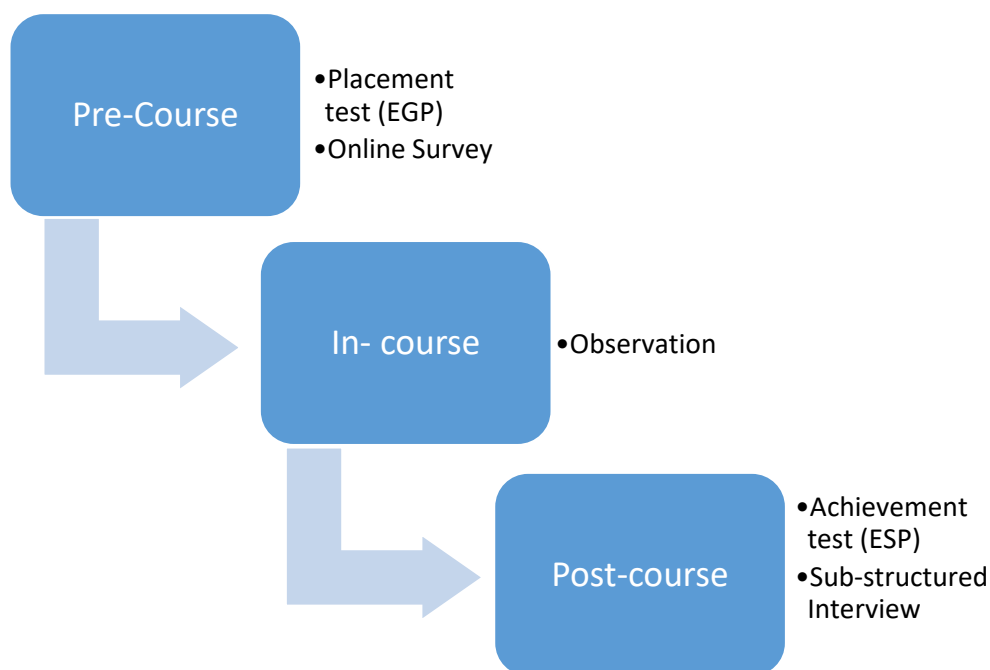 Pre-Course
•Placement
test (EGP)
•Online Survey
In- course
•Observation
Post-course
•Achievement
test (ESP)
•Sub-structured
Interview